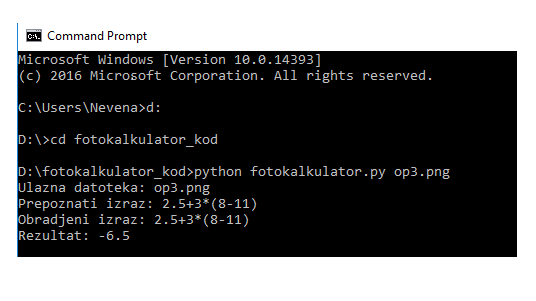 Command Prompt
Microsoft Windows [Version 10.0.14393]
(c) 2016 Microsoft Corporation. All rights reserved.
C:\Users\Nevena>d:
D:\>cd fotokalkulator_kod
D:\fotokalkulator_kod>python fotokalkulator.py op3.png
Ulazna datoteka: op3.png
Prepoznati izraz: 2.5+3*(8-11)
Obradjeni izraz: 2.5+3*(8-11)
Rezultat: -6.5